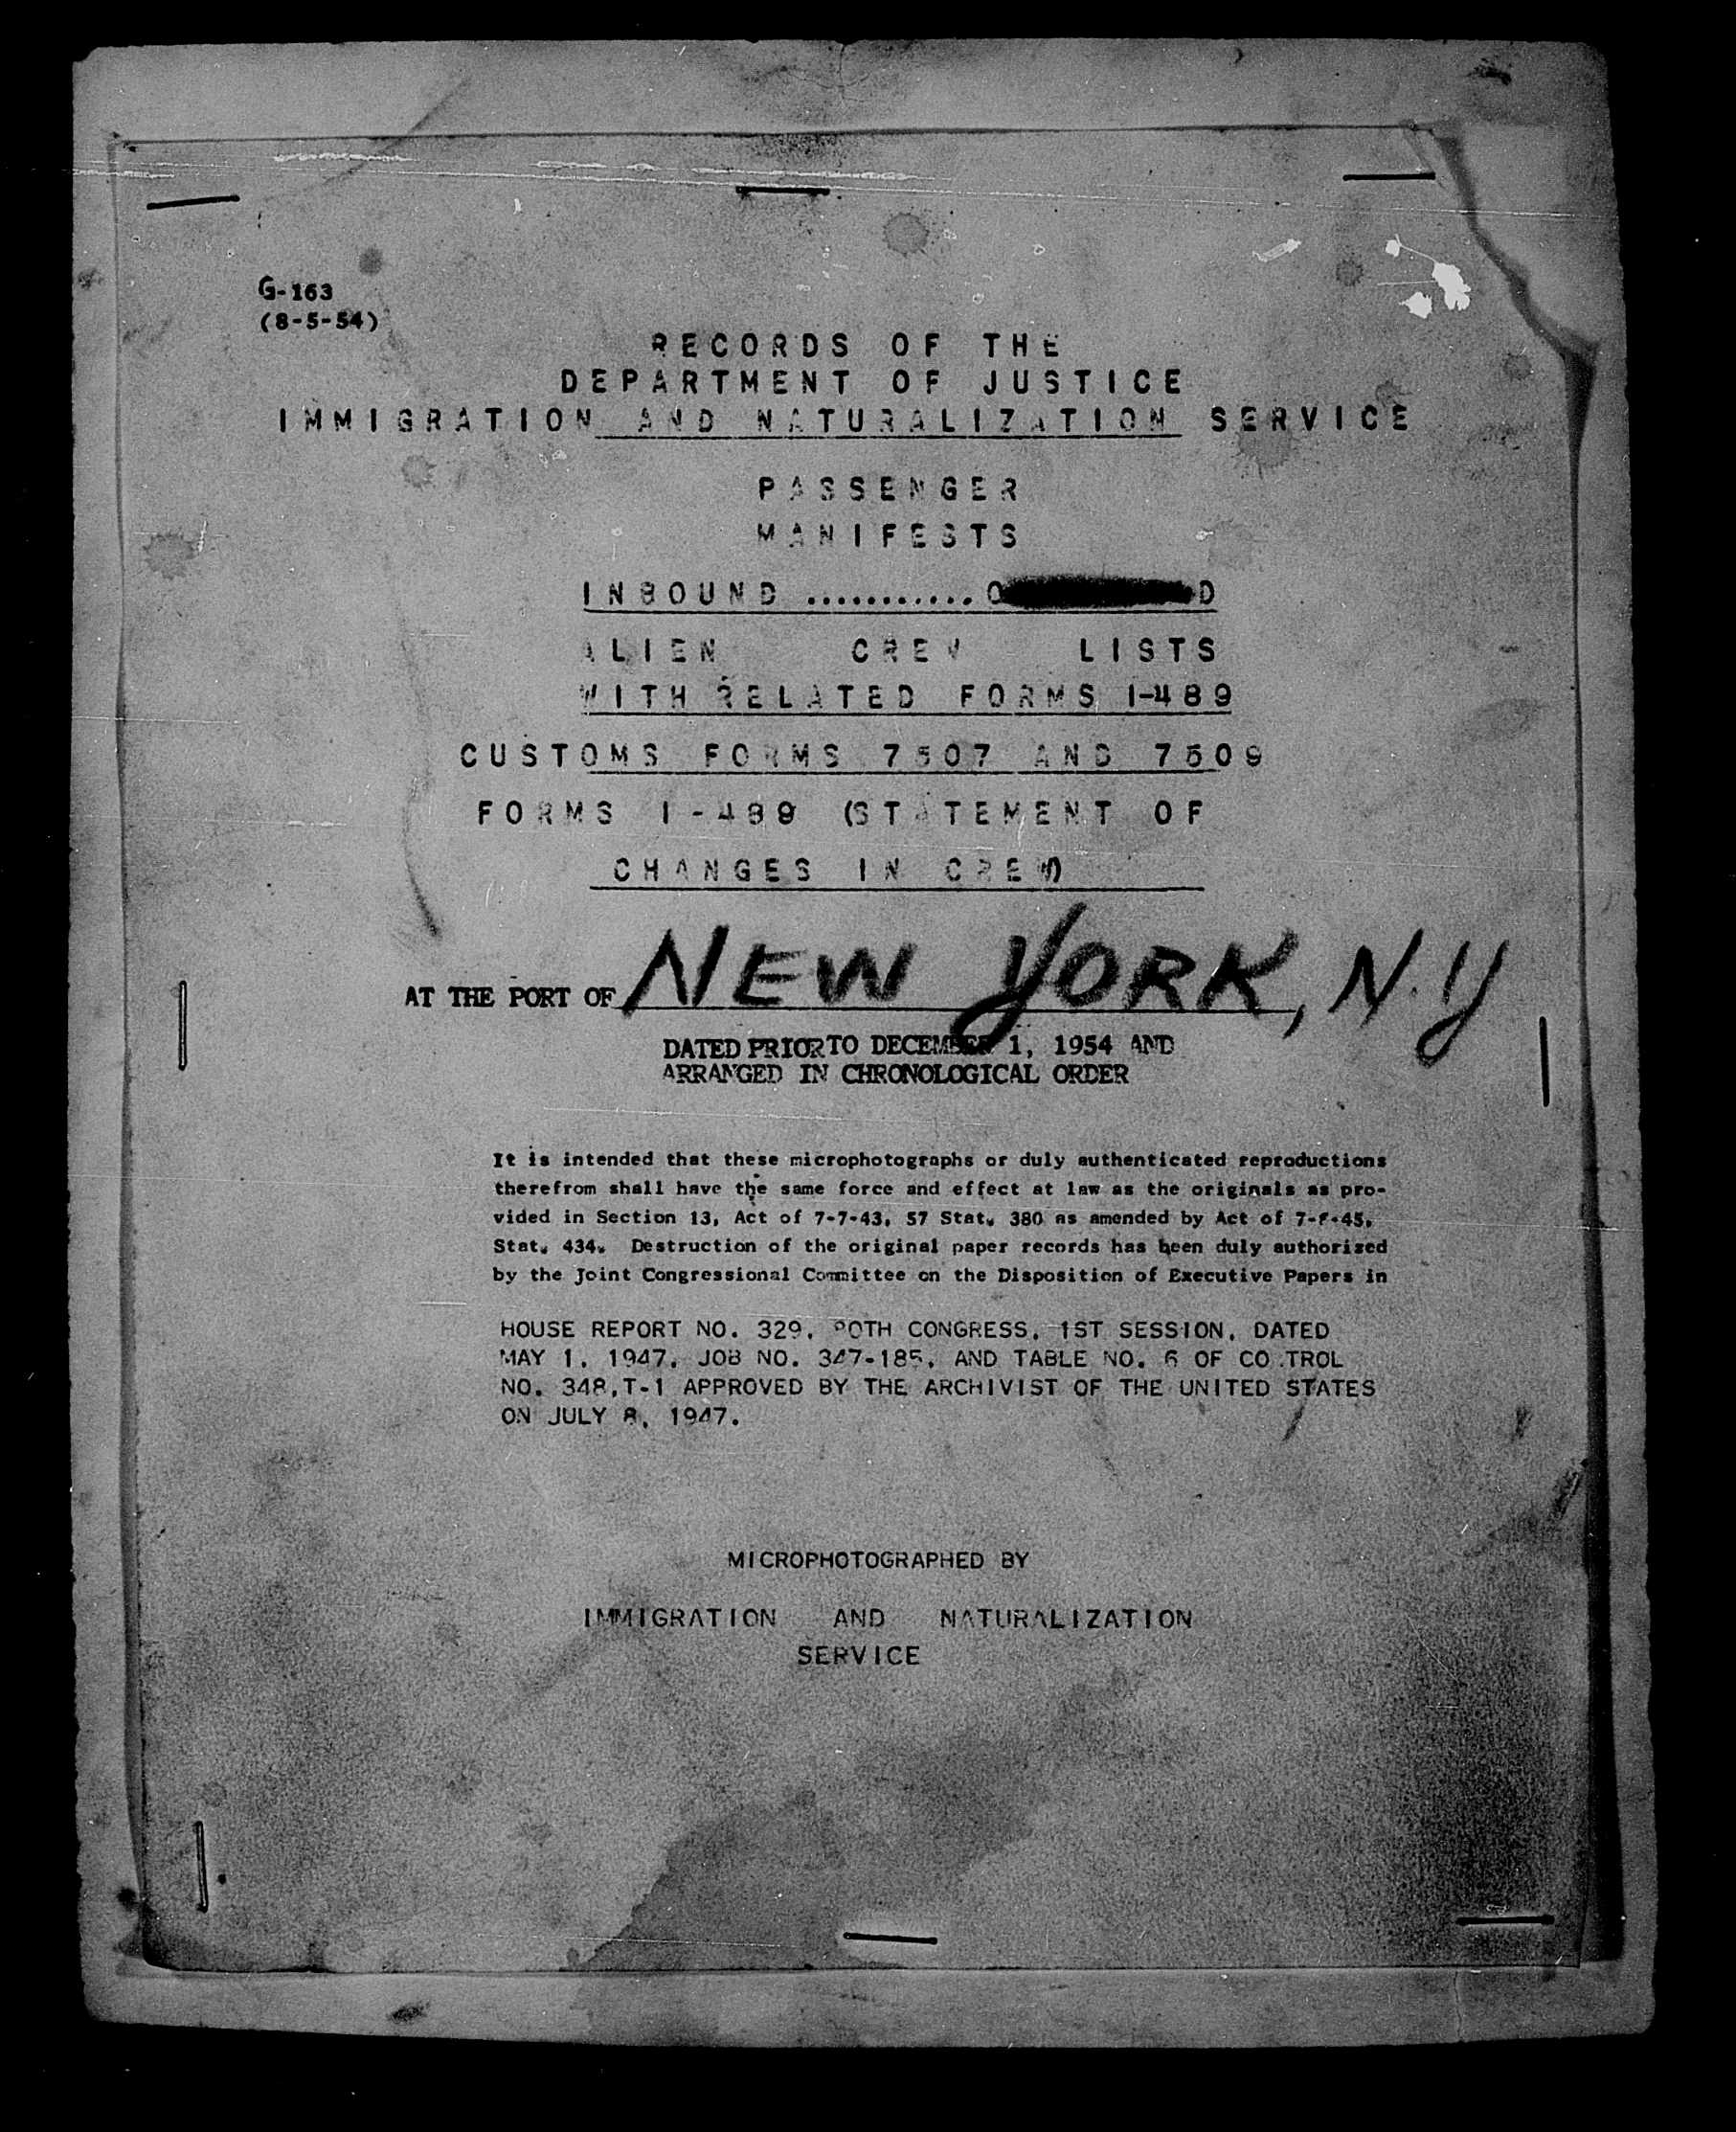 G-163
(8-5-54)
RECORDS OF THE
DEPARTMENT OF JUSTICE
IMMIGRATION AND NATURALIZATION SERVICE
PASSENGER
MANIFESTS
INBOUND ...........O D
ALIEN CREW LISTS
WITH RELATED FORMS I-489
CUSTOMS FORMS 7507 AND 7509
FORMS I-489 (STATEMENT OF
CHANGES IN CREW)
AT THE PORT OF NEW YORK, N.Y
DATED PRIOR TO DECEMBER 1, 1954 AND
ARRANGED IN CHRONOLOGICAL ORDER
It is intended that these microphotographs or duly authenticated reproductions
therefrom shall have the same force and effect at law as the originals as pro-
vided in Section 13, Act of 7-7-43, 57 Stat. 380 as amended by Act of
Stat. 434. Destruction of the original paper records has been duly authorized
by the Joint Congressional Committee on the Disposition of Executive Papers in
HOUSE REPORT NO. 329, 80TH CONGRESS, 1ST SESSION, DATED
MAY 1, 1947, JOB NO. 347-185, AND TABLE NO. 6 OF CO.TROL
NO. 348,T-1 APPROVED BY THE ARCHIVIST OF THE UNITED STATES
ON JULY 8, 1947.
MICROPHOTOGRAPHED BY
IMMIGRATION AND NATURALIZATION
SERVICE